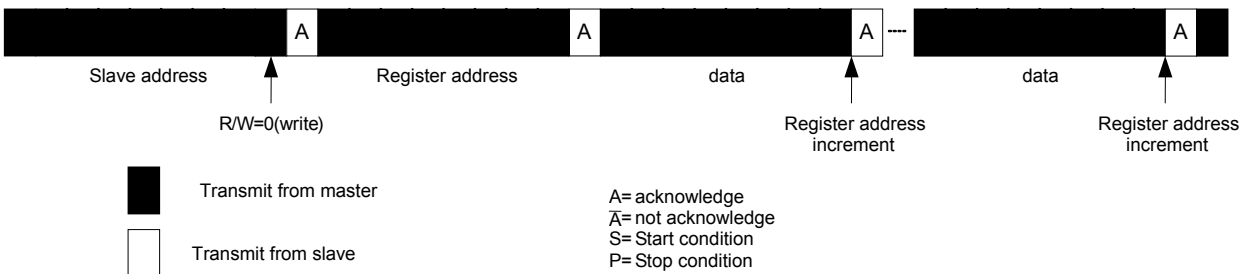 A A A ---- A
Slave address Register address data data
R/W=0(write) Register address increment Register address increment
Transmit from master
Transmit from slave
A= acknowledge
A̅= not acknowledge
S= Start condition
P= Stop condition